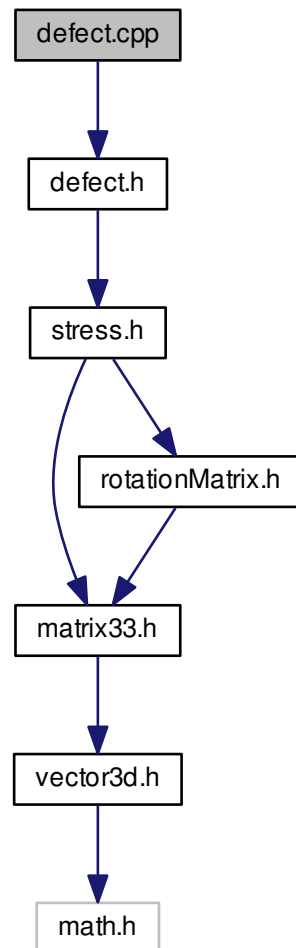 defect.cpp
defect.h
stress.h
rotationMatrix.h
matrix33.h
vector3d.h
math.h